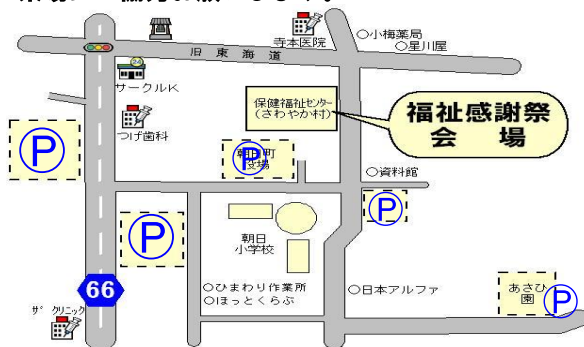 旧東海道
寺本医院
○小梅薬局
○星川屋
24
サークルK
つげ歯科
保健福祉センター
(さわやか村)
福祉感謝祭
会　場
P
朝日町
役場
P
○資料館
P
P
朝日
小学校
66
ザ クリニック
○ひまわり作業所
○ほっとくらぶ
○日本アルファ
あさひ
園
P